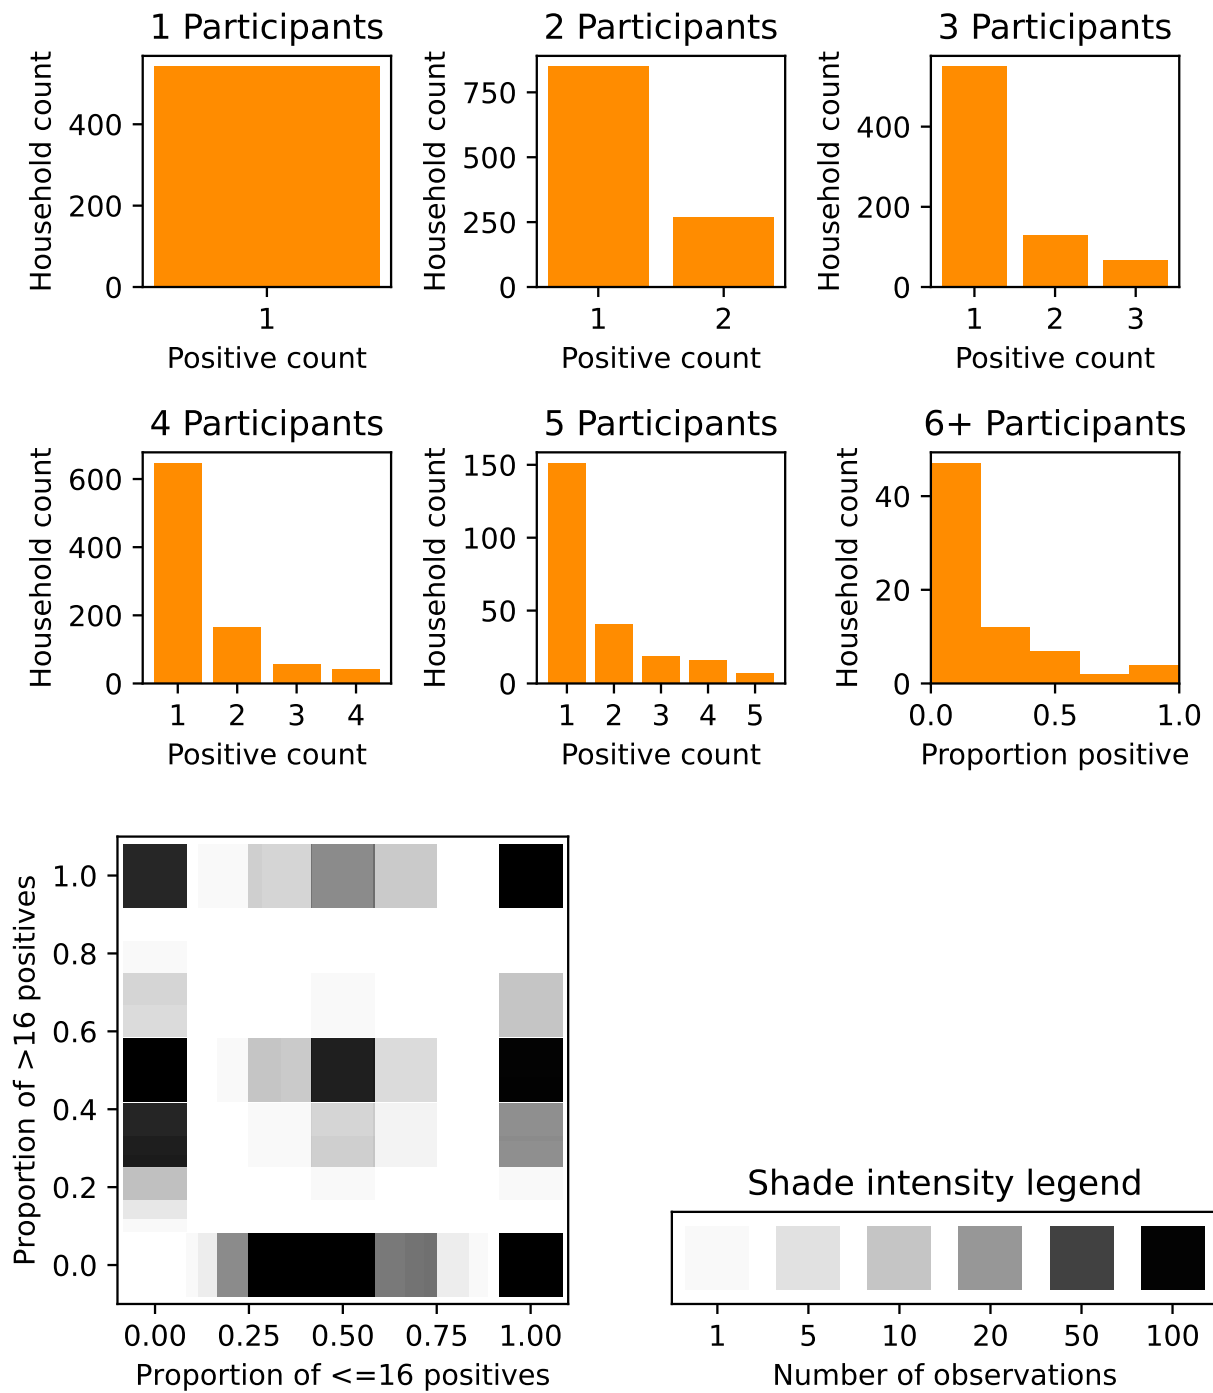 1 Participants
Household count
400
200
0
1
Positive count
2 Participants
Household count
750
500
250
0
1 2
Positive count
3 Participants
Household count
400
200
0
1 2 3
Positive count
4 Participants
Household count
600
400
200
0
1 2 3 4
Positive count
5 Participants
Household count
150
100
50
0
1 2 3 4 5
Positive count
6+ Participants
Household count
40
20
0
0.0 0.5 1.0
Proportion positive
Proportion of >16 positives
1.0
0.8
0.6
0.4
0.2
0.0
0.00 0.25 0.50 0.75 1.00
Proportion of <=16 positives
Shade intensity legend
1 5 10 20 50 100
Number of observations